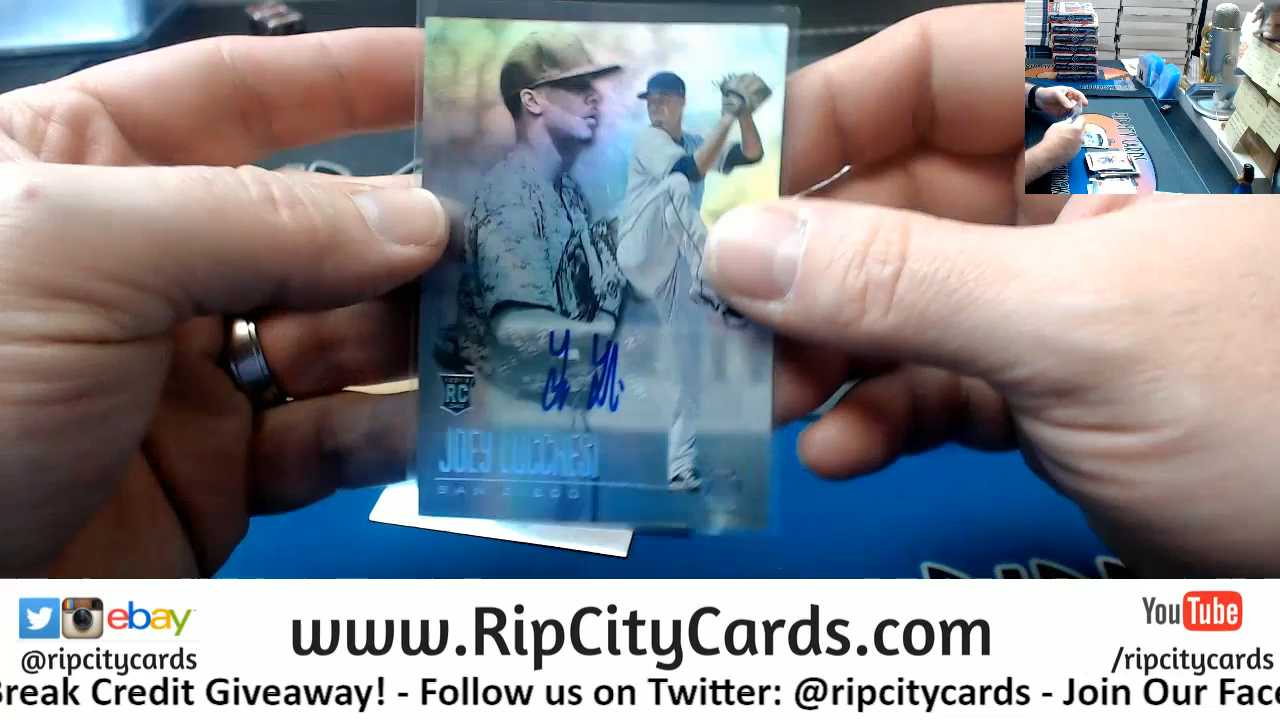 RC
JOEY LUCCHESI
SAN DIEGO
ebay
@ripcitycards
www.RipCityCards.com
YouTube
/ripcitycards
Break Credit Giveaway! - Follow us on Twitter: @ripcitycards - Join Our Face